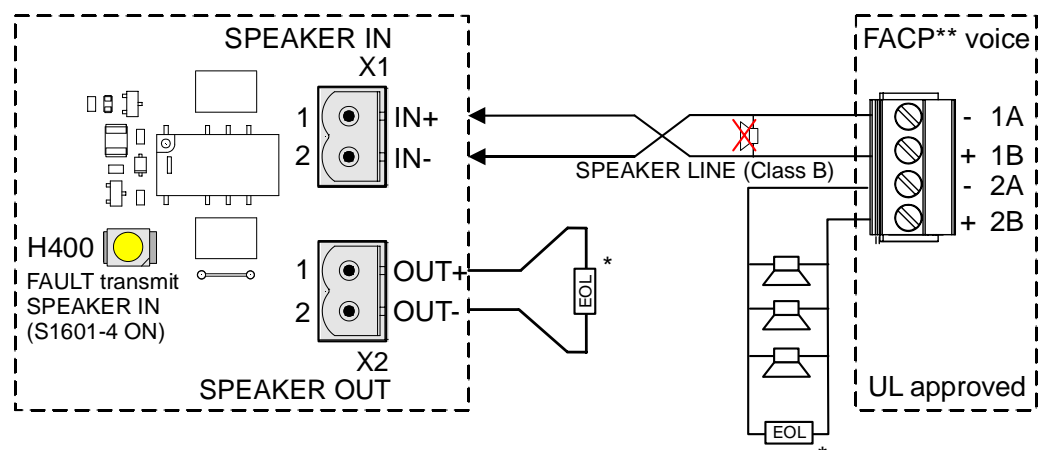 SPEAKER IN
X1
1 IN+
2 IN-
H400
FAULT transmit
SPEAKER IN
(S1601-4 ON)
1 OUT+
2 OUT-
X2
SPEAKER OUT
EOL *
SPEAKER LINE (Class B)
FACP** voice
- 1A
+ 1B
- 2A
+ 2B
UL approved
EOL
*